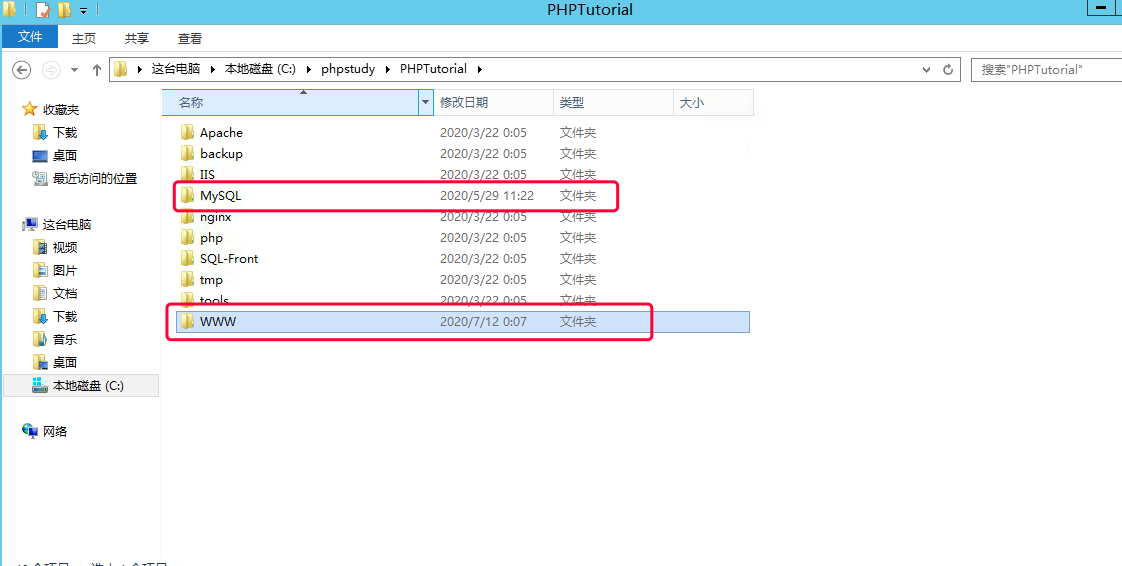 PHPTutorial
文件 主页 共享 查看
这台电脑 本地磁盘 (C:) phpstudy PHPTutorial 搜索"PHPTutorial"
名称 修改日期 类型 大小
收藏夹
下载
桌面
最近访问的位置
这台电脑
视频
图片
文档
下载
音乐
桌面
本地磁盘 (C:)
网络
Apache 2020/3/22 0:05 文件夹
backup 2020/3/22 0:05 文件夹
IIS 2020/3/22 0:05 文件夹
MySQL 2020/5/29 11:22 文件夹
nginx 2020/3/22 0:05 文件夹
php 2020/3/22 0:05 文件夹
SQL-Front 2020/3/22 0:05 文件夹
tmp 2020/3/22 0:05 文件夹
tools 2020/3/22 0:05 文件夹
WWW 2020/7/12 0:07 文件夹